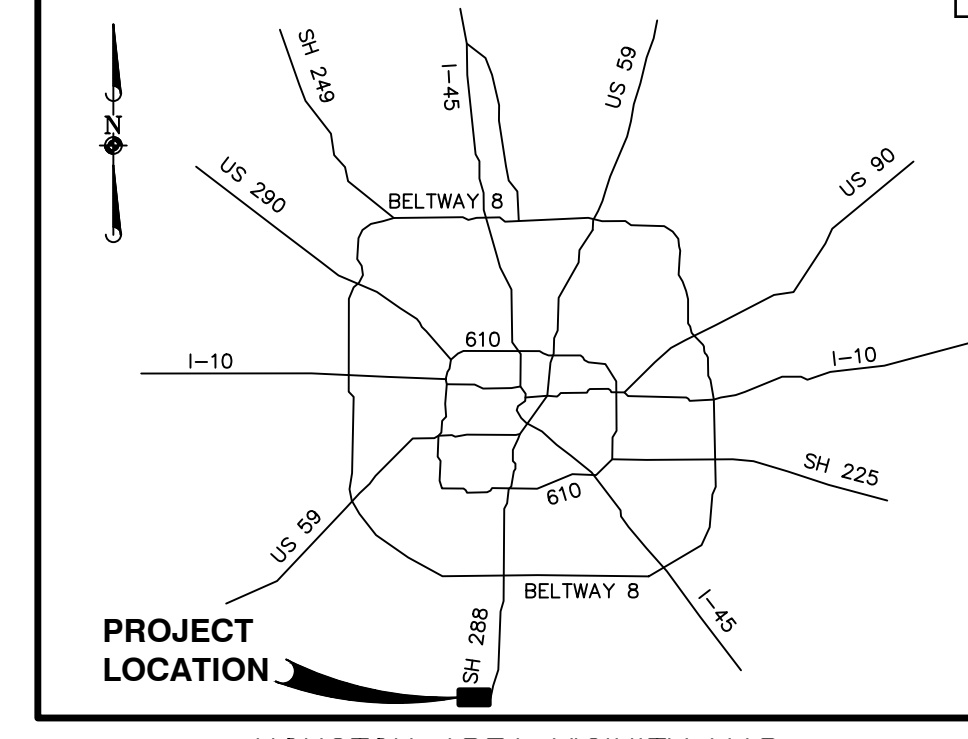 SH 249
I-45
US 59
N
US 290
US 90
BELTWAY 8
610
I-10
I-10
SH 225
610
US 59
BELTWAY 8
I-45
SH 288
PROJECT
LOCATION